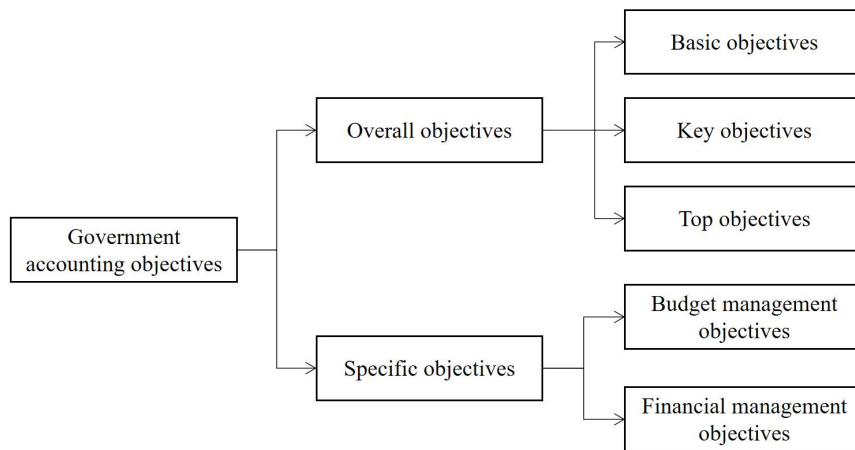 Government
accounting objectives
Overall objectives
Specific objectives
Basic objectives
Key objectives
Top objectives
Budget management
objectives
Financial management
objectives